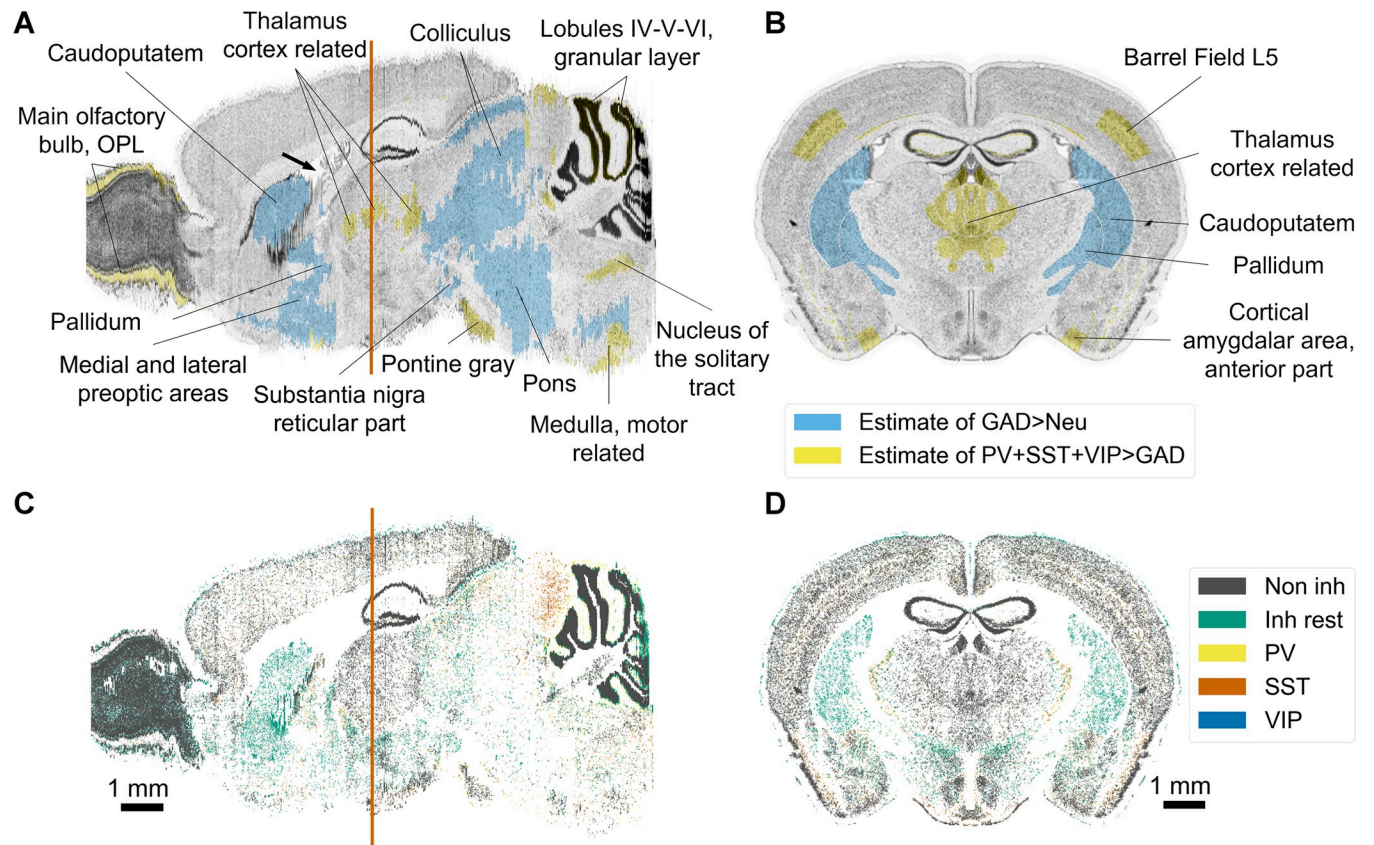 A
Thalamus
cortex related
Colliculus
Lobules IV-V-VI,
granular layer
Caudoputatem
Main olfactory
bulb, OPL
Pallidum
Medial and lateral
preoptic areas
Substantia nigra
reticular part
Pontine gray
Pons
Medulla, motor
related
Nucleus of
the solitary
tract
B
Barrel Field L5
Thalamus
cortex related
Caudoputatem
Pallidum
Cortical
amygdalar area,
anterior part
Estimate of GAD>Neu
Estimate of PV+SST+VIP>GAD
C
1 mm
D
Non inh
Inh rest
PV
SST
VIP
1 mm